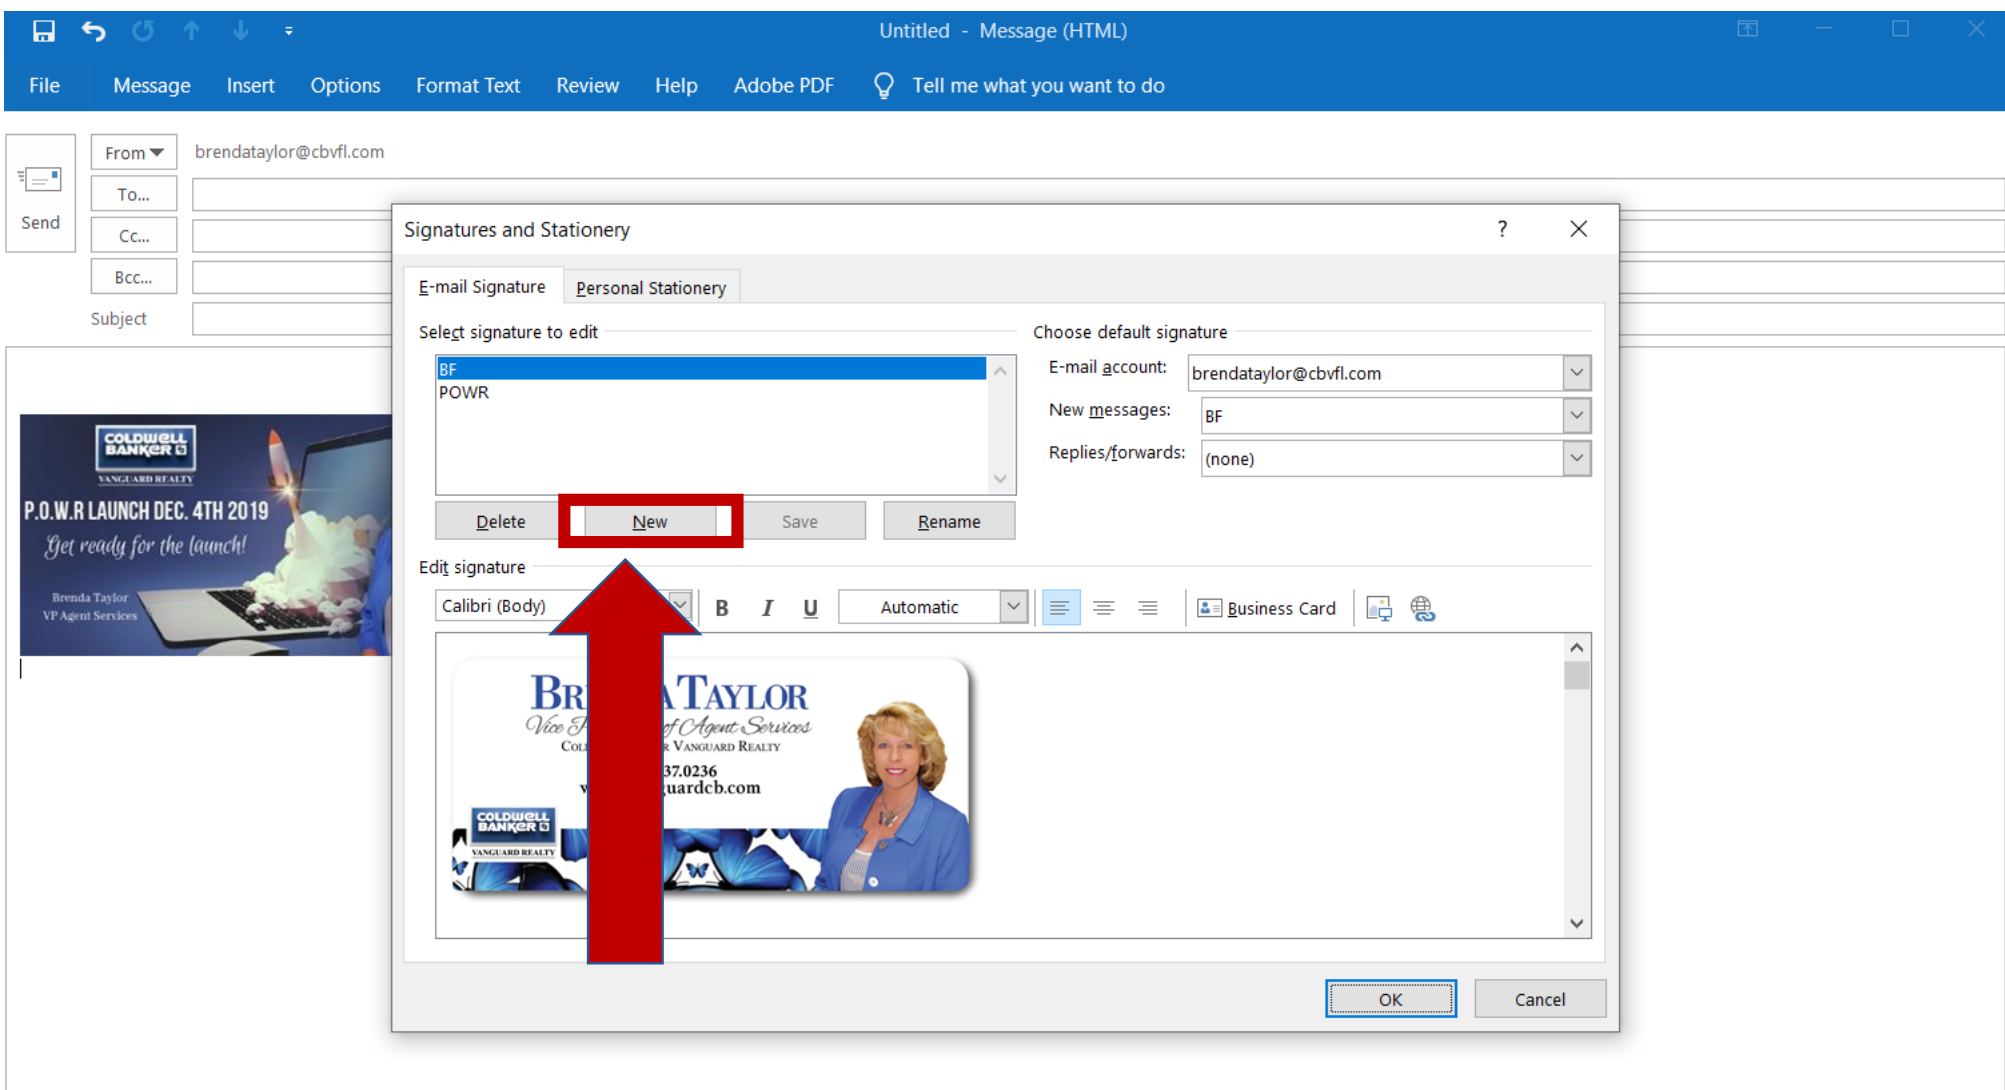 Untitled - Message (HTML)
File Message Insert Options Format Text Review Help Adobe PDF Tell me what you want to do
From brendataylor@cbvfl.com
To...
Send
Cc...
Bcc...
Subject
COLDWELL
BANKER
VANGUARD REALTY
P.O.W.R LAUNCH DEC. 4TH 2019
Get ready for the launch!
Brenda Taylor
VP Agent Services
Signatures and Stationery ?
E-mail Signature Personal Stationery
Select signature to edit
BF
POWR
Delete New Save Rename
Choose default signature
E-mail account: brendataylor@cbvfl.com
New messages: BF
Replies/forwards: (none)
Edit signature
Calibri (Body) B I U Automatic Business Card
TAYLOR
Vice of Agent Services
VANGUARD REALTY
37.0236
COLDWELL
BANKER
VANGUARD REALTY
OK Cancel